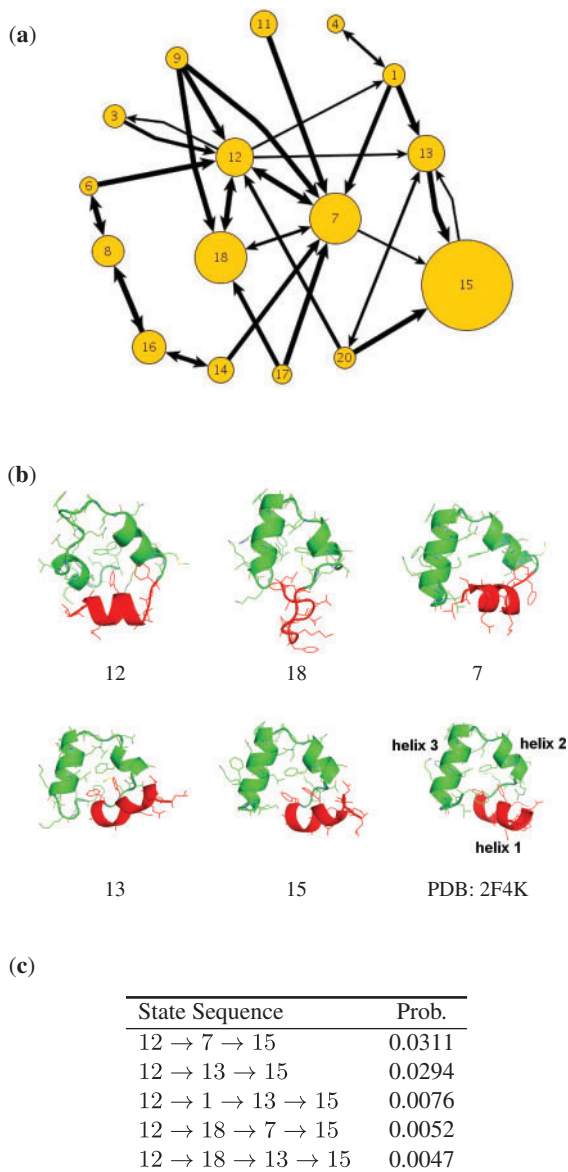 (a)
11
4
9
1
3
12
13
6
7
8
18
15
16
14
17
20
(b)
12
18
7
helix 3
helix 2
helix 1
13
15
PDB: 2F4K
(c)
State Sequence Prob.
12 → 7 → 15 0.0311
12 → 13 → 15 0.0294
12 → 1 → 13 → 15 0.0076
12 → 18 → 7 → 15 0.0052
12 → 18 → 13 → 15 0.0047